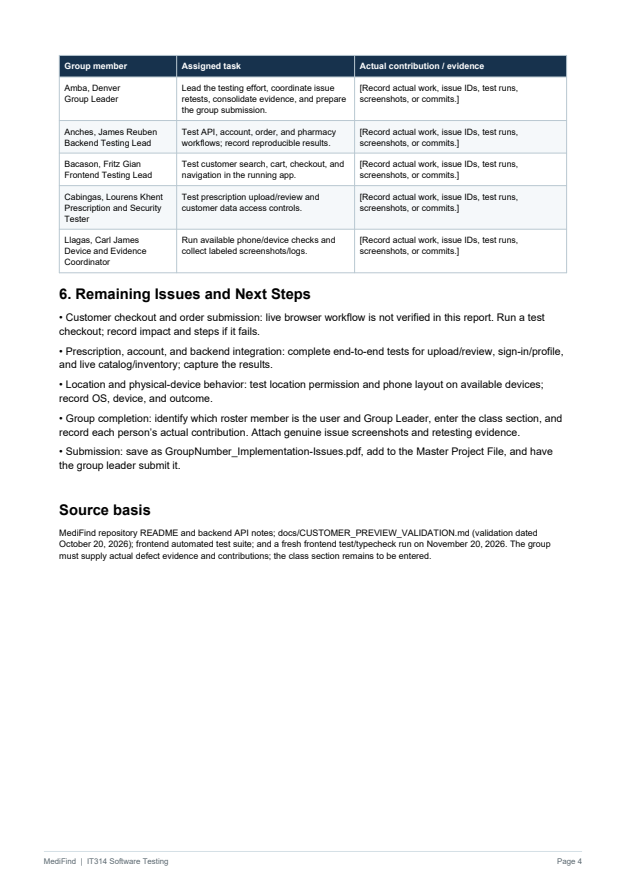 Group member	Assigned task	Actual contribution / evidence
Amba, Denver
Group Leader
Lead the testing effort, coordinate issue
retests, consolidate evidence, and prepare
the group submission.
[Record actual work, issue IDs, test runs,
screenshots, or commits.]
Anches, James Reuben
Backend Testing Lead
Test API, account, order, and pharmacy
workflows; record reproducible results.
[Record actual work, issue IDs, test runs,
screenshots, or commits.]
Bacason, Fritz Gian
Frontend Testing Lead
Test customer search, cart, checkout, and
navigation in the running app.
[Record actual work, issue IDs, test runs,
screenshots, or commits.]
Cabingas, Lourens Khent
Prescription and Security
Tester
Test prescription upload/review and
customer data access controls.
[Record actual work, issue IDs, test runs,
screenshots, or commits.]
Llagas, Carl James
Device and Evidence
Coordinator
Run available phone/device checks and
collect labeled screenshots/logs.
[Record actual work, issue IDs, test runs,
screenshots, or commits.]
6. Remaining Issues and Next Steps
• Customer checkout and order submission: live browser workflow is not verified in this report. Run a test
checkout; record impact and steps if it fails.
• Prescription, account, and backend integration: complete end-to-end tests for upload/review, sign-in/profile,
and live catalog/inventory; capture the results.
• Location and physical-device behavior: test location permission and phone layout on available devices;
record OS, device, and outcome.
• Group completion: identify which roster member is the user and Group Leader, enter the class section, and
record each person's actual contribution. Attach genuine issue screenshots and retesting evidence.
• Submission: save as GroupNumber_Implementation-Issues.pdf, add to the Master Project File, and have
the group leader submit it.
Source basis
MediFind repository README and backend API notes; docs/CUSTOMER_PREVIEW_VALIDATION.md (validation dated
October 20, 2026); frontend automated test suite; and a fresh frontend test/typecheck run on November 20, 2026. The group
must supply actual defect evidence and contributions; the class section remains to be entered.
MediFind | IT314 Software Testing	Page 4